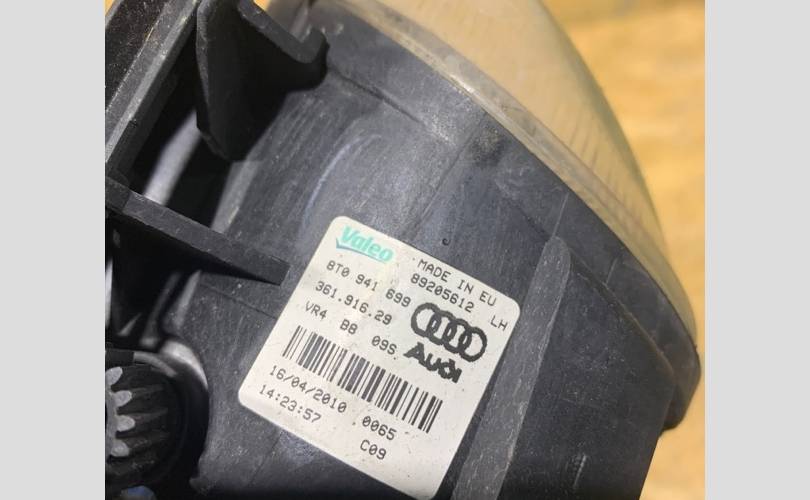 Valeo
MADE IN EU
8T0 941 699
89205612 LH
361.916.29
VR4 B8 09S
Audi
16/04/2010 0065
14:23:57 C09